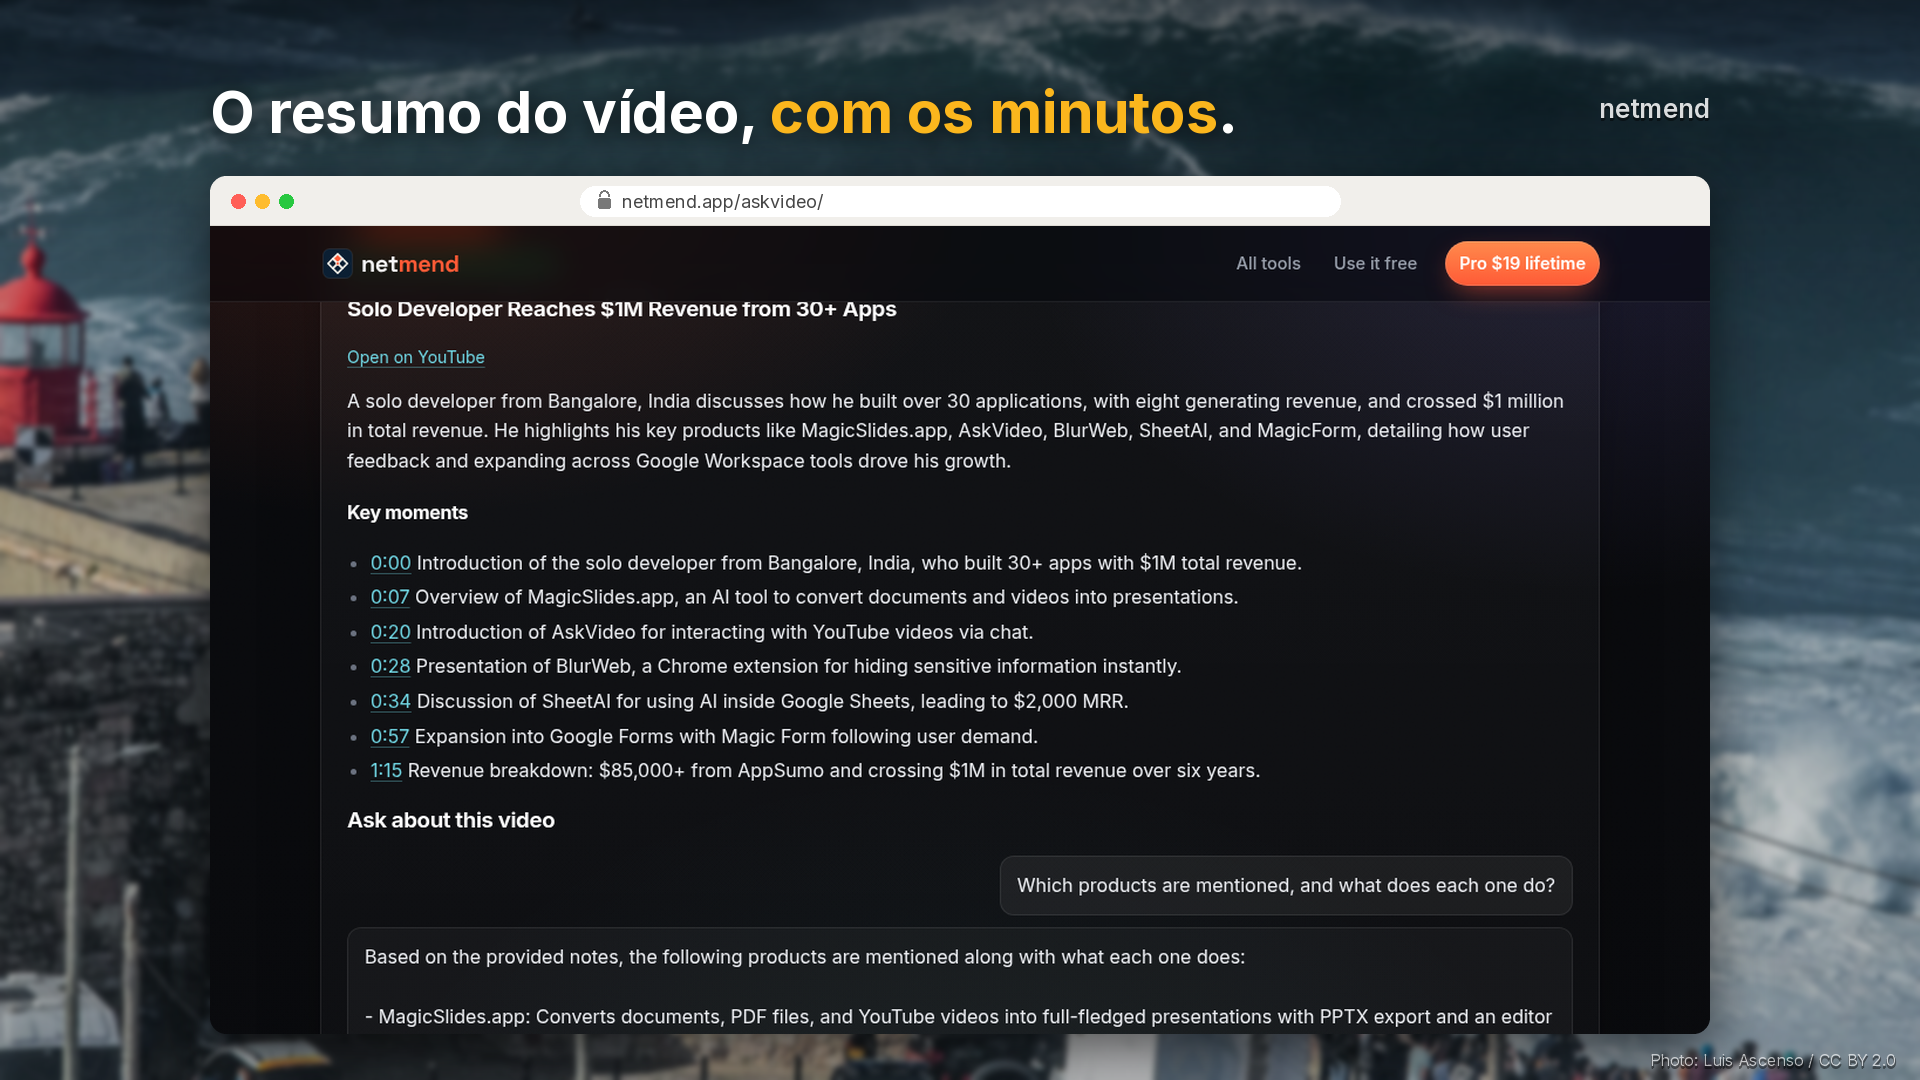 O resumo do vídeo, com os minutos.
netmend
netmend.app/askvideo/
netmend
All tools
Use it free
Pro $19 lifetime
Solo Developer Reaches $1M Revenue from 30+ Apps
Open on YouTube
A solo developer from Bangalore, India discusses how he built over 30 applications, with eight generating revenue, and crossed $1 million
in total revenue. He highlights his key products like MagicSlides.app, AskVideo, BlurWeb, SheetAI, and MagicForm, detailing how user
feedback and expanding across Google Workspace tools drove his growth.
Key moments
0:00 Introduction of the solo developer from Bangalore, India, who built 30+ apps with $1M total revenue.
0:07 Overview of MagicSlides.app, an AI tool to convert documents and videos into presentations.
0:20 Introduction of AskVideo for interacting with YouTube videos via chat.
0:28 Presentation of BlurWeb, a Chrome extension for hiding sensitive information instantly.
0:34 Discussion of SheetAI for using AI inside Google Sheets, leading to $2,000 MRR.
0:57 Expansion into Google Forms with Magic Form following user demand.
1:15 Revenue breakdown: $85,000+ from AppSumo and crossing $1M in total revenue over six years.
Ask about this video
Which products are mentioned, and what does each one do?
Based on the provided notes, the following products are mentioned along with what each one does:
- MagicSlides.app: Converts documents, PDF files, and YouTube videos into full-fledged presentations with PPTX export and an editor
Photo: Luis Ascenso / CC BY 2.0